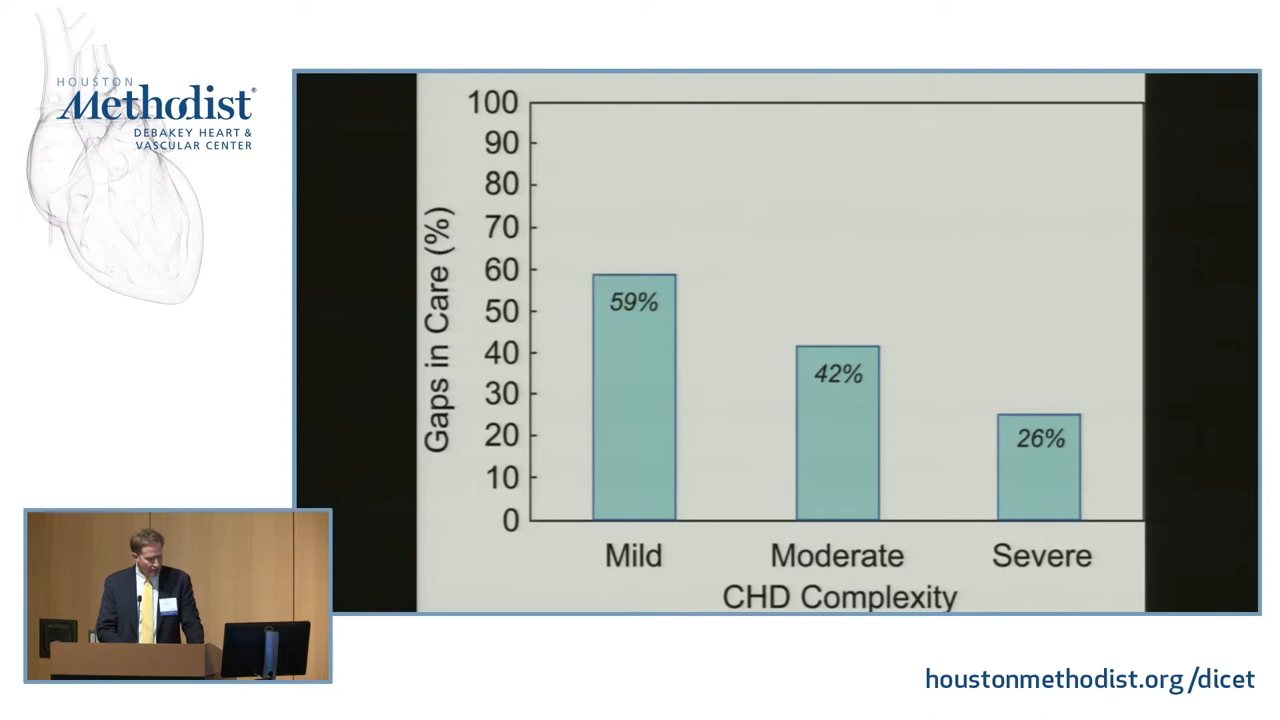 HOUSTON
Methodist®
DEBAKEY HEART &
VASCULAR CENTER
100
90
80
70
60
50
40
30
20
10
0
Gaps in Care (%)
59%
42%
26%
Mild
Moderate
Severe
CHD Complexity
houstonmethodist.org/dicet